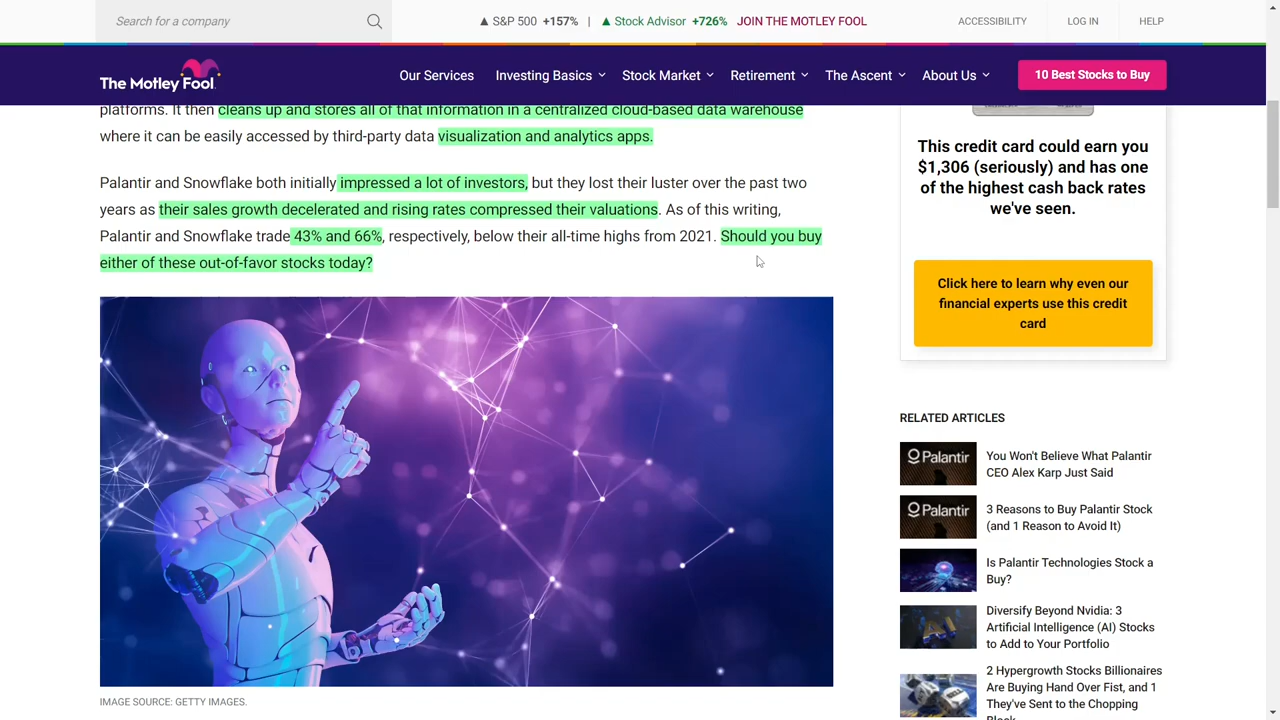 Search for a company
▲ S&P 500 +157% | ▲ Stock Advisor +726% JOIN THE MOTLEY FOOL
ACCESSIBILITY LOG IN HELP
The Motley Fool
Our Services Investing Basics Stock Market Retirement The Ascent About Us 10 Best Stocks to Buy
platforms. It then cleans up and stores all of that information in a centralized cloud-based data warehouse
where it can be easily accessed by third-party data visualization and analytics apps.
Palantir and Snowflake both initially impressed a lot of investors, but they lost their luster over the past two
years as their sales growth decelerated and rising rates compressed their valuations. As of this writing,
Palantir and Snowflake trade 43% and 66%, respectively, below their all-time highs from 2021. Should you buy
either of these out-of-favor stocks today?
IMAGE SOURCE: GETTY IMAGES.
This credit card could earn you
$1,306 (seriously) and has one
of the highest cash back rates
we've seen.
Click here to learn why even our
financial experts use this credit
card
RELATED ARTICLES
Palantir
You Won't Believe What Palantir
CEO Alex Karp Just Said
Palantir
3 Reasons to Buy Palantir Stock
(and 1 Reason to Avoid It)
Is Palantir Technologies Stock a
Buy?
Diversify Beyond Nvidia: 3
Artificial Intelligence (AI) Stocks
to Add to Your Portfolio
2 Hypergrowth Stocks Billionaires
Are Buying Hand Over Fist, and 1
They've Sent to the Chopping
Block